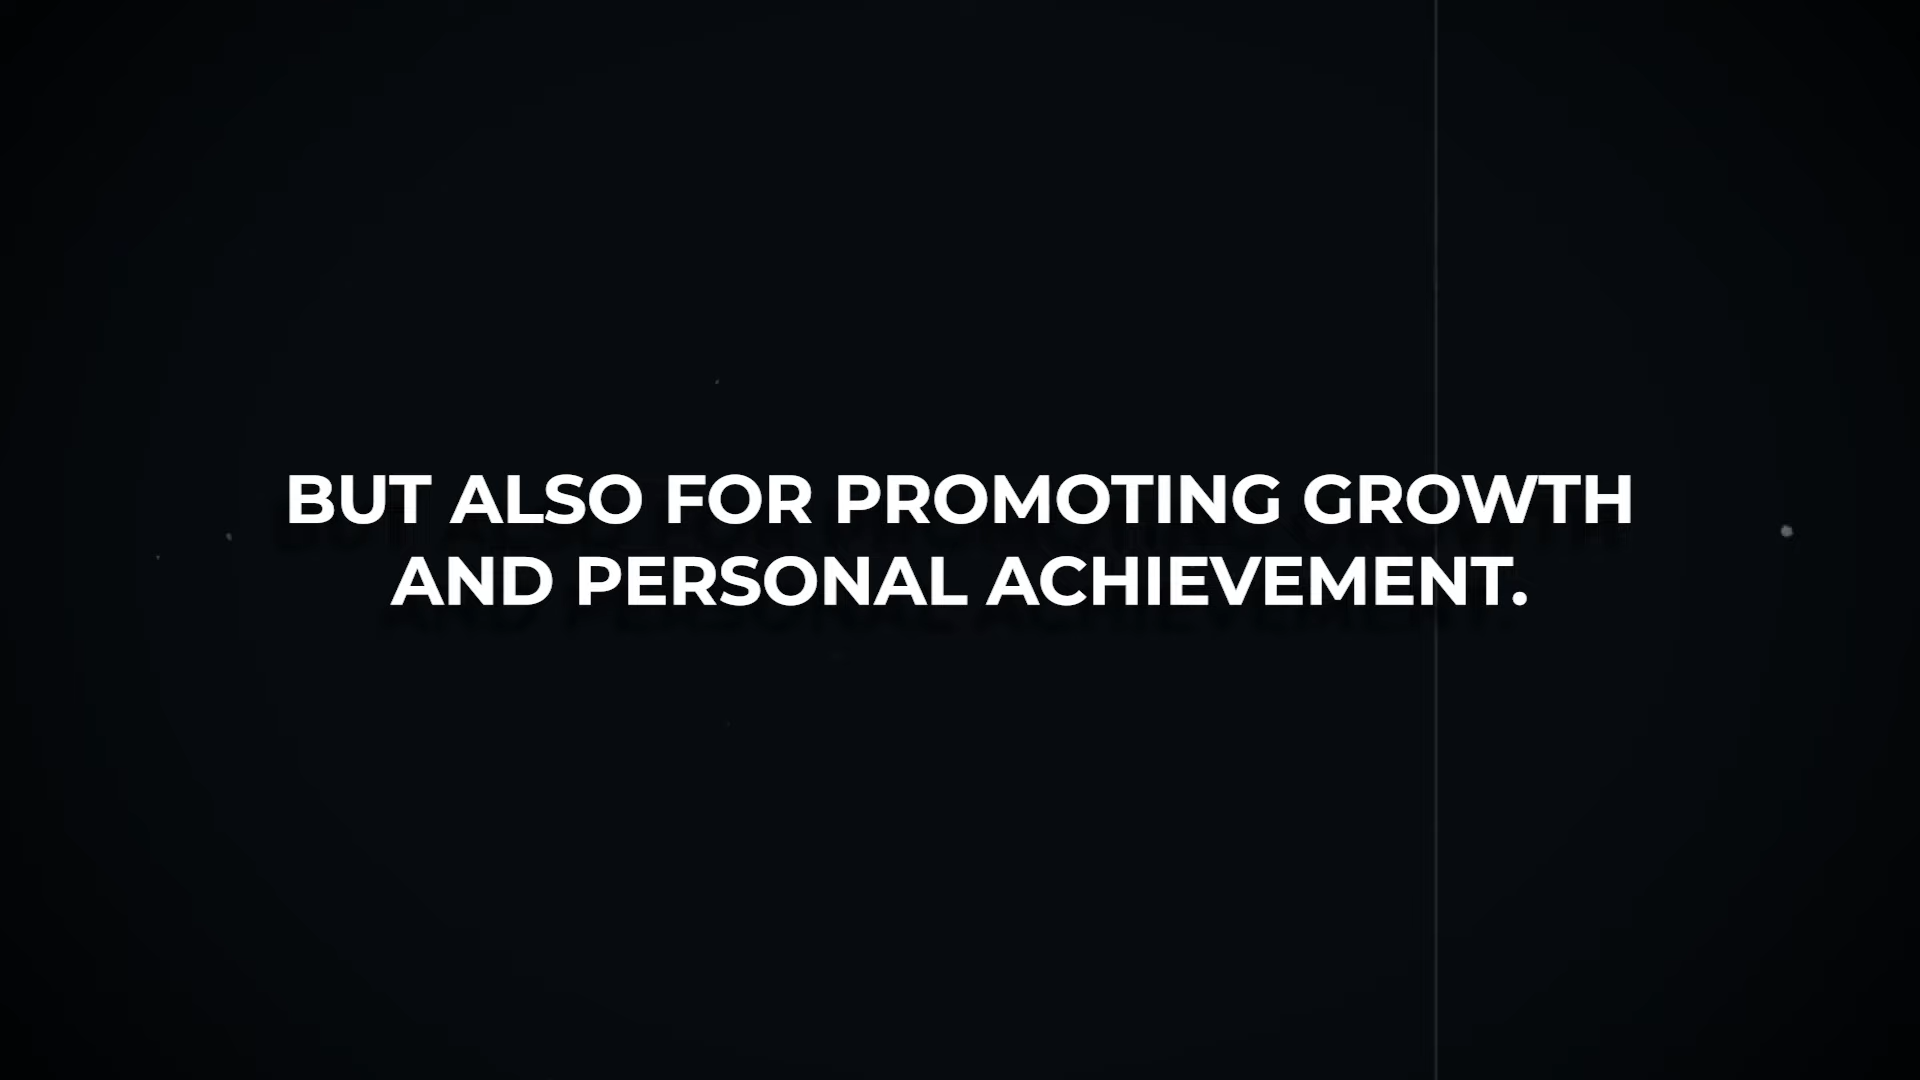 BUT ALSO FOR PROMOTING GROWTH
AND PERSONAL ACHIEVEMENT.